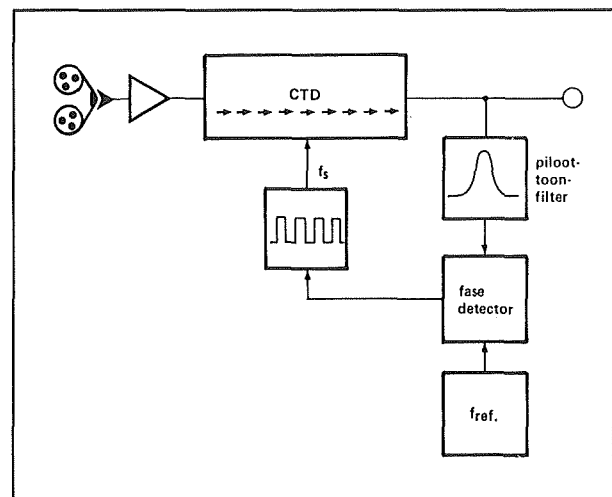 CTD
fs
piloot-
toon-
filter
fase
detector
fref.